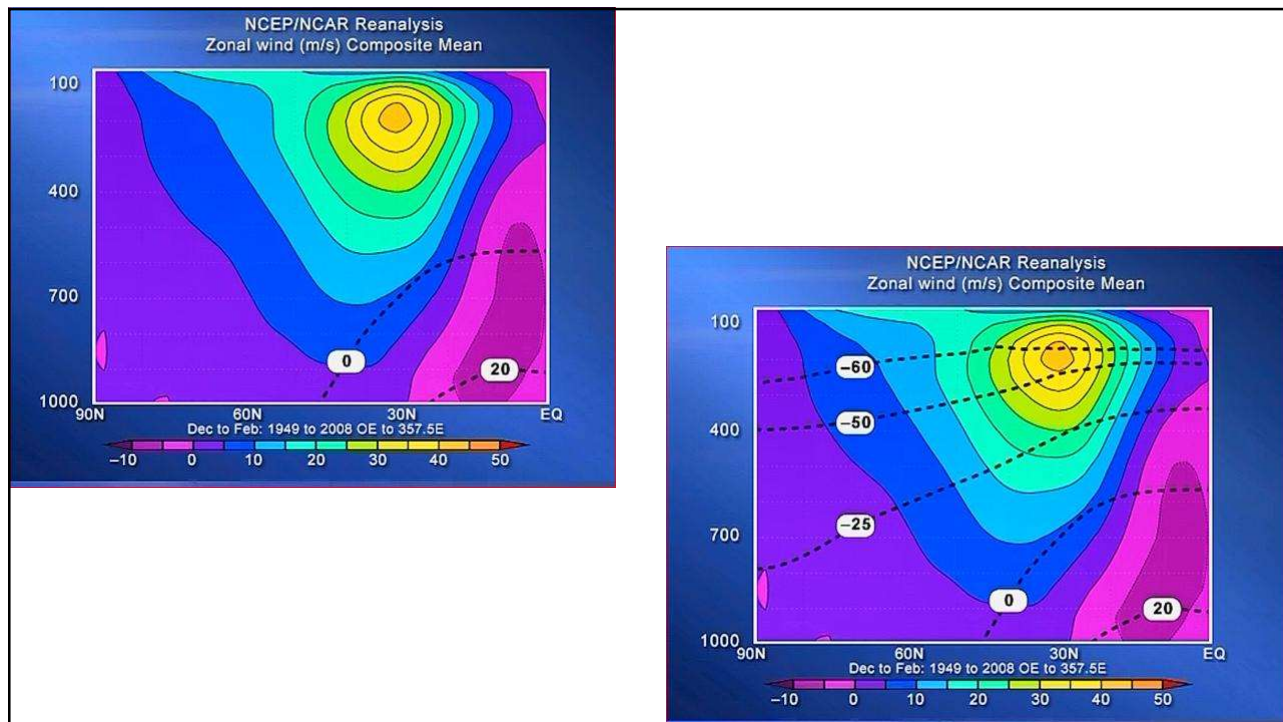 NCEP/NCAR Reanalysis
Zonal wind (m/s) Composite Mean
100
400
700
0
20
1000
90N 60N 30N EQ
Dec to Feb: 1949 to 2008 OE to 357.5E
−10 0 10 20 30 40 50
NCEP/NCAR Reanalysis
Zonal wind (m/s) Composite Mean
100
−60
−50
400
−25
700
0
20
1000
90N 60N 30N EQ
Dec to Feb: 1949 to 2008 OE to 357.5E
−10 0 10 20 30 40 50